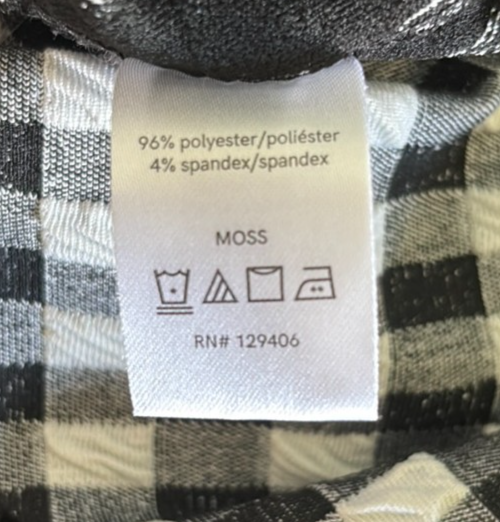 96% polyester/poliéster
4% spandex/spandex
MOSS
RN# 129406